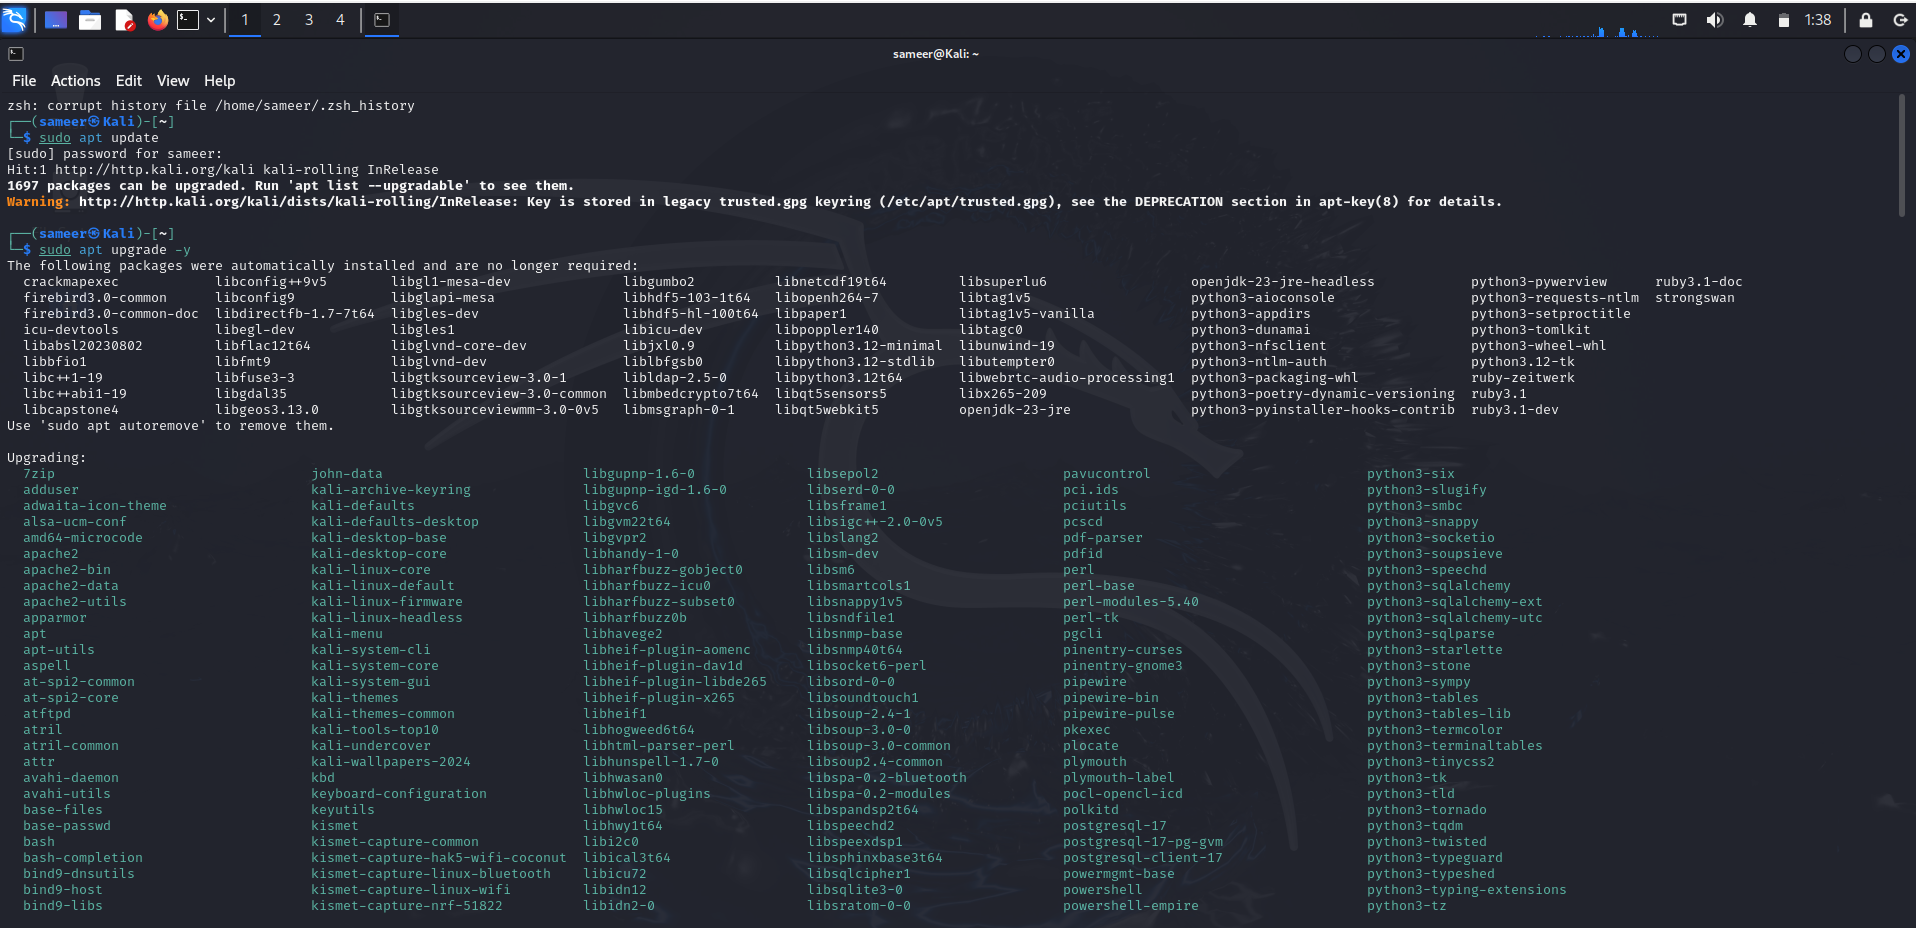 1 2 3 4 1:38
sameer@Kali: ~
File Actions Edit View Help
zsh: corrupt history file /home/sameer/.zsh_history
┌──(sameer㉿Kali)-[~]
└─$ sudo apt update
[sudo] password for sameer:
Hit:1 http://http.kali.org/kali kali-rolling InRelease
1697 packages can be upgraded. Run 'apt list --upgradable' to see them.
Warning: http://http.kali.org/kali/dists/kali-rolling/InRelease: Key is stored in legacy trusted.gpg keyring (/etc/apt/trusted.gpg), see the DEPRECATION section in apt-key(8) for details.
┌──(sameer㉿Kali)-[~]
└─$ sudo apt upgrade -y
The following packages were automatically installed and are no longer required:
crackmapexec libconfig++9v5 libgl1-mesa-dev libgumbo2 libnetcdf19t64 libsuperlu6 openjdk-23-jre-headless python3-pywerview ruby3.1-doc
firebird3.0-common libconfig9 libglapi-mesa libhdf5-103-1t64 libopenh264-7 libtag1v5 python3-aioconsole python3-requests-ntlm strongswan
firebird3.0-common-doc libdirectfb-1.7-7t64 libgles-dev libhdf5-hl-100t64 libpaper1 libtag1v5-vanilla python3-appdirs python3-setproctitle
icu-devtools libegl-dev libgles1 libicu-dev libpoppler140 libtagc0 python3-dunamai python3-tomlkit
libabsl20230802 libflac12t64 libglvnd-core-dev libjxl0.9 libpython3.12-minimal libunwind-19 python3-nfsclient python3-wheel-whl
libbfio1 libfmt9 libglvnd-dev liblbfgsb0 libpython3.12-stdlib libutempter0 python3-ntlm-auth python3.12-tk
libc++1-19 libfuse3-3 libgtksourceview-3.0-1 libldap-2.5-0 libpython3.12t64 libwebrtc-audio-processing1 python3-packaging-whl ruby-zeitwerk
libc++abi1-19 libgdal35 libgtksourceview-3.0-common libmbedcrypto7t64 libqt5sensors5 libx265-209 python3-poetry-dynamic-versioning ruby3.1
libcapstone4 libgeos3.13.0 libgtksourceviewmm-3.0-0v5 libmsgraph-0-1 libqt5webkit5 openjdk-23-jre python3-pyinstaller-hooks-contrib ruby3.1-dev
Use 'sudo apt autoremove' to remove them.
Upgrading:
7zip john-data libgupnp-1.6-0 libsepol2 pavucontrol python3-six
adduser kali-archive-keyring libgupnp-igd-1.6-0 libserd-0-0 pci.ids python3-slugify
adwaita-icon-theme kali-defaults libgvc6 libsframe1 pciutils python3-smbc
alsa-ucm-conf kali-defaults-desktop libgvm22t64 libsigc++-2.0-0v5 pcscd python3-snappy
amd64-microcode kali-desktop-base libgvpr2 libslang2 pdf-parser python3-socketio
apache2 kali-desktop-core libhandy-1-0 libsm-dev pdfid python3-soupsieve
apache2-bin kali-linux-core libharfbuzz-gobject0 libsm6 perl python3-speechd
apache2-data kali-linux-default libharfbuzz-icu0 libsmartcols1 perl-base python3-sqlalchemy
apache2-utils kali-linux-firmware libharfbuzz-subset0 libsnappy1v5 perl-modules-5.40 python3-sqlalchemy-ext
apparmor kali-linux-headless libharfbuzz0b libsndfile1 perl-tk python3-sqlalchemy-utc
apt kali-menu libhavege2 libsnmp-base pgcli python3-sqlparse
apt-utils kali-system-cli libheif-plugin-aomenc libsnmp40t64 pinentry-curses python3-starlette
aspell kali-system-core libheif-plugin-dav1d libsocket6-perl pinentry-gnome3 python3-stone
at-spi2-common kali-system-gui libheif-plugin-libde265 libsord-0-0 pipewire python3-sympy
at-spi2-core kali-themes libheif-plugin-x265 libsoundtouch1 pipewire-bin python3-tables
atftpd kali-themes-common libheif1 libsoup-2.4-1 pipewire-pulse python3-tables-lib
atril kali-tools-top10 libhogweed6t64 libsoup-3.0-0 pkexec python3-termcolor
atril-common kali-undercover libhtml-parser-perl libsoup-3.0-common plocate python3-terminaltables
attr kali-wallpapers-2024 libhunspell-1.7-0 libsoup2.4-common plymouth python3-tinycss2
avahi-daemon kbd libhwasan0 libspa-0.2-bluetooth plymouth-label python3-tk
avahi-utils keyboard-configuration libhwloc-plugins libspa-0.2-modules pocl-opencl-icd python3-tld
base-files keyutils libhwloc15 libspandsp2t64 polkitd python3-tornado
base-passwd kismet libhwy1t64 libspeechd2 postgresql-17 python3-tqdm
bash kismet-capture-common libi2c0 libspeexdsp1 postgresql-17-pg-gvm python3-twisted
bash-completion kismet-capture-hak5-wifi-coconut libical3t64 libsphinxbase3t64 postgresql-client-17 python3-typeguard
bind9-dnsutils kismet-capture-linux-bluetooth libicu72 libsqlcipher1 powermgmt-base python3-typeshed
bind9-host kismet-capture-linux-wifi libidn12 libsqlite3-0 powershell python3-typing-extensions
bind9-libs kismet-capture-nrf-51822 libidn2-0 libsratom-0-0 powershell-empire python3-tz